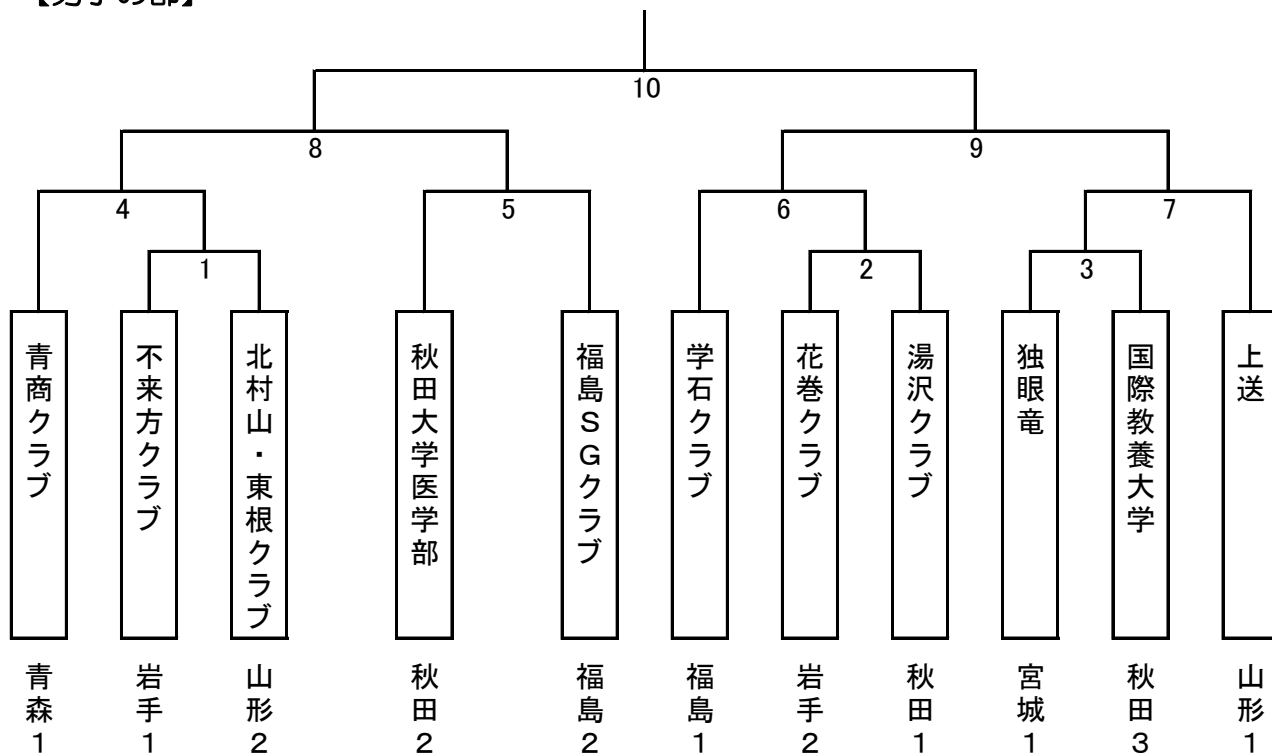 10
8
9
4
5
6
7
1
2
3
青商クラブ
不来方クラブ
北村山・東根クラブ
秋田大学医学部
福島SGクラブ
学石クラブ
花巻クラブ
湯沢クラブ
独眼竜
国際教養大学
上送
青森1
岩手1
山形2
秋田2
福島2
福島1
岩手2
秋田1
宮城1
秋田3
山形1